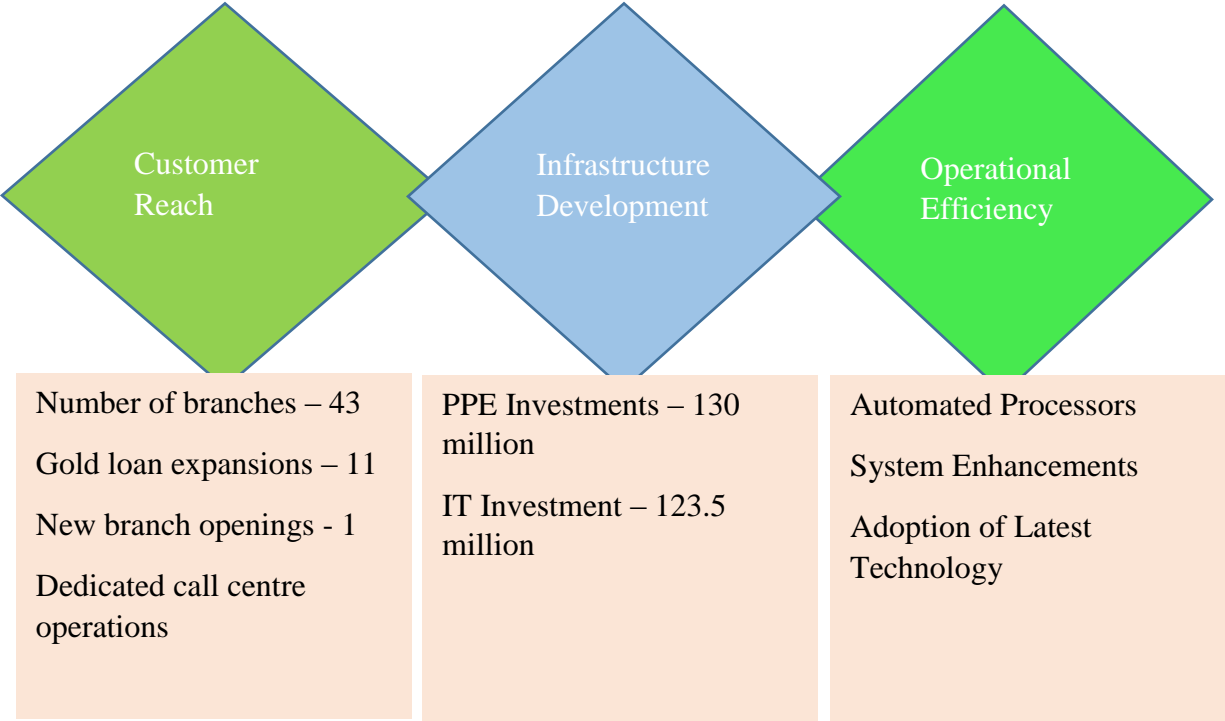 Customer
Reach
Infrastructure
Development
Operational
Efficiency
Number of branches – 43
Gold loan expansions – 11
New branch openings - 1
Dedicated call centre
operations
PPE Investments – 130
million
IT Investment – 123.5
million
Automated Processors
System Enhancements
Adoption of Latest
Technology